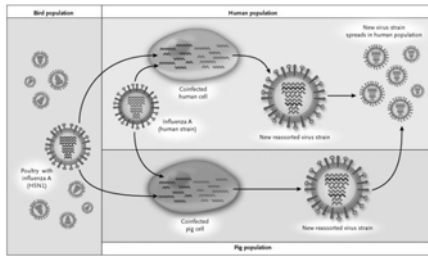 Bird population
Human population
New virus strain
spreads in human population
Coinfected
human cell
Influenza A
(human strain)
New reassorted virus strain
Poultry with
influenza A
(H5N1)
Coinfected
pig cell
New reassorted virus strain
Pig population